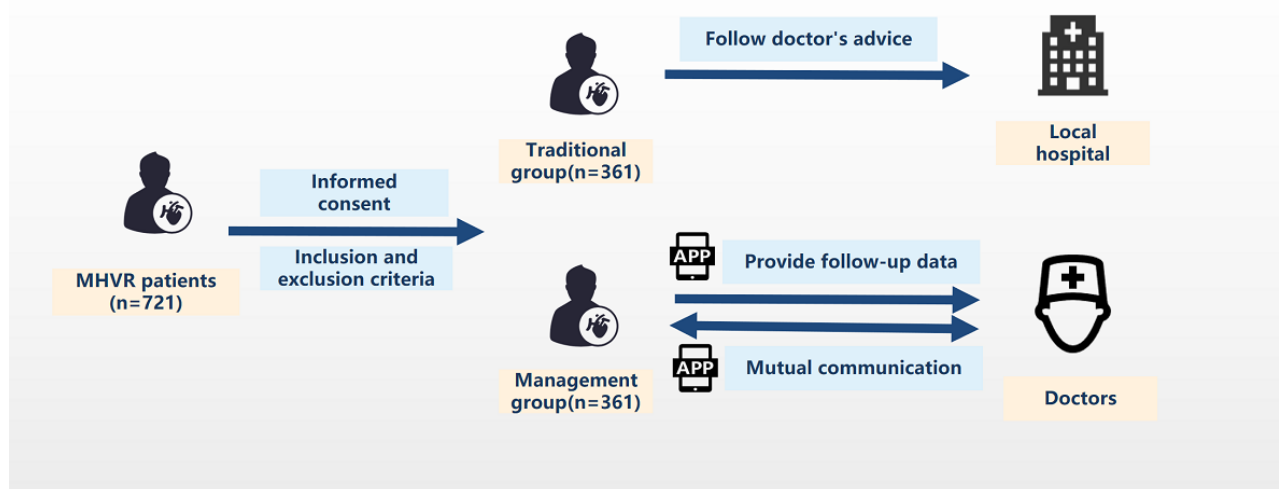 MHVR patients
(n=721)
Informed
consent
Inclusion and
exclusion criteria
Traditional
group(n=361)
Follow doctor's advice
Local
hospital
Management
group(n=361)
APP
Provide follow-up data
APP
Mutual communication
Doctors